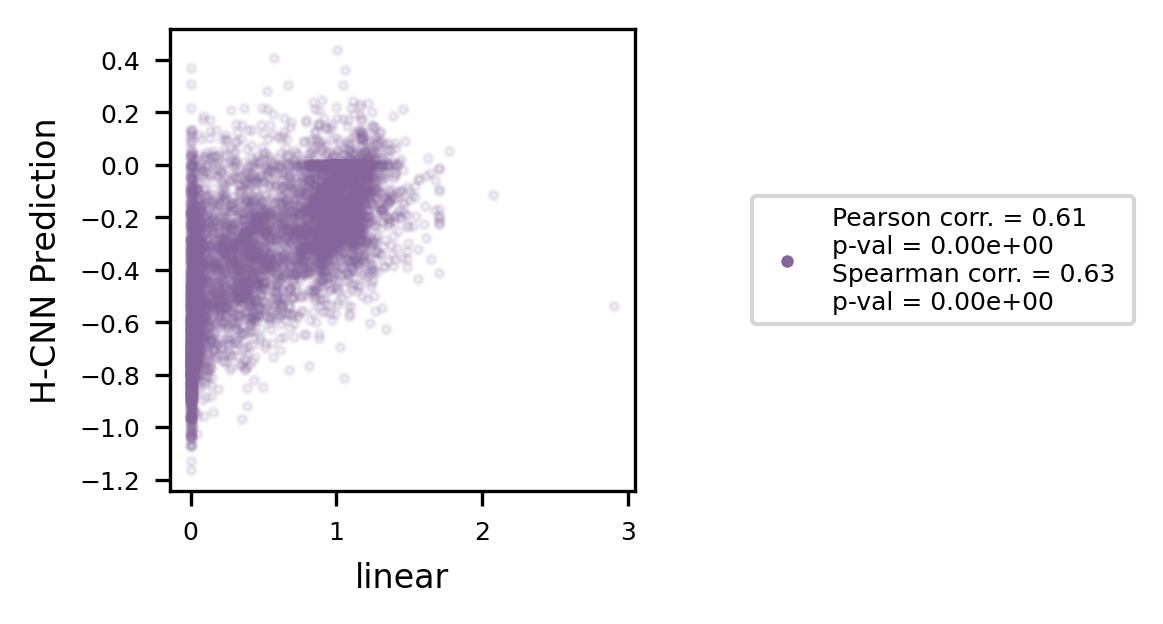 H-CNN Prediction
0.4
0.2
0.0
−0.2
−0.4
−0.6
−0.8
−1.0
−1.2
0 1 2 3
linear
Pearson corr. = 0.61
p-val = 0.00e+00
Spearman corr. = 0.63
p-val = 0.00e+00